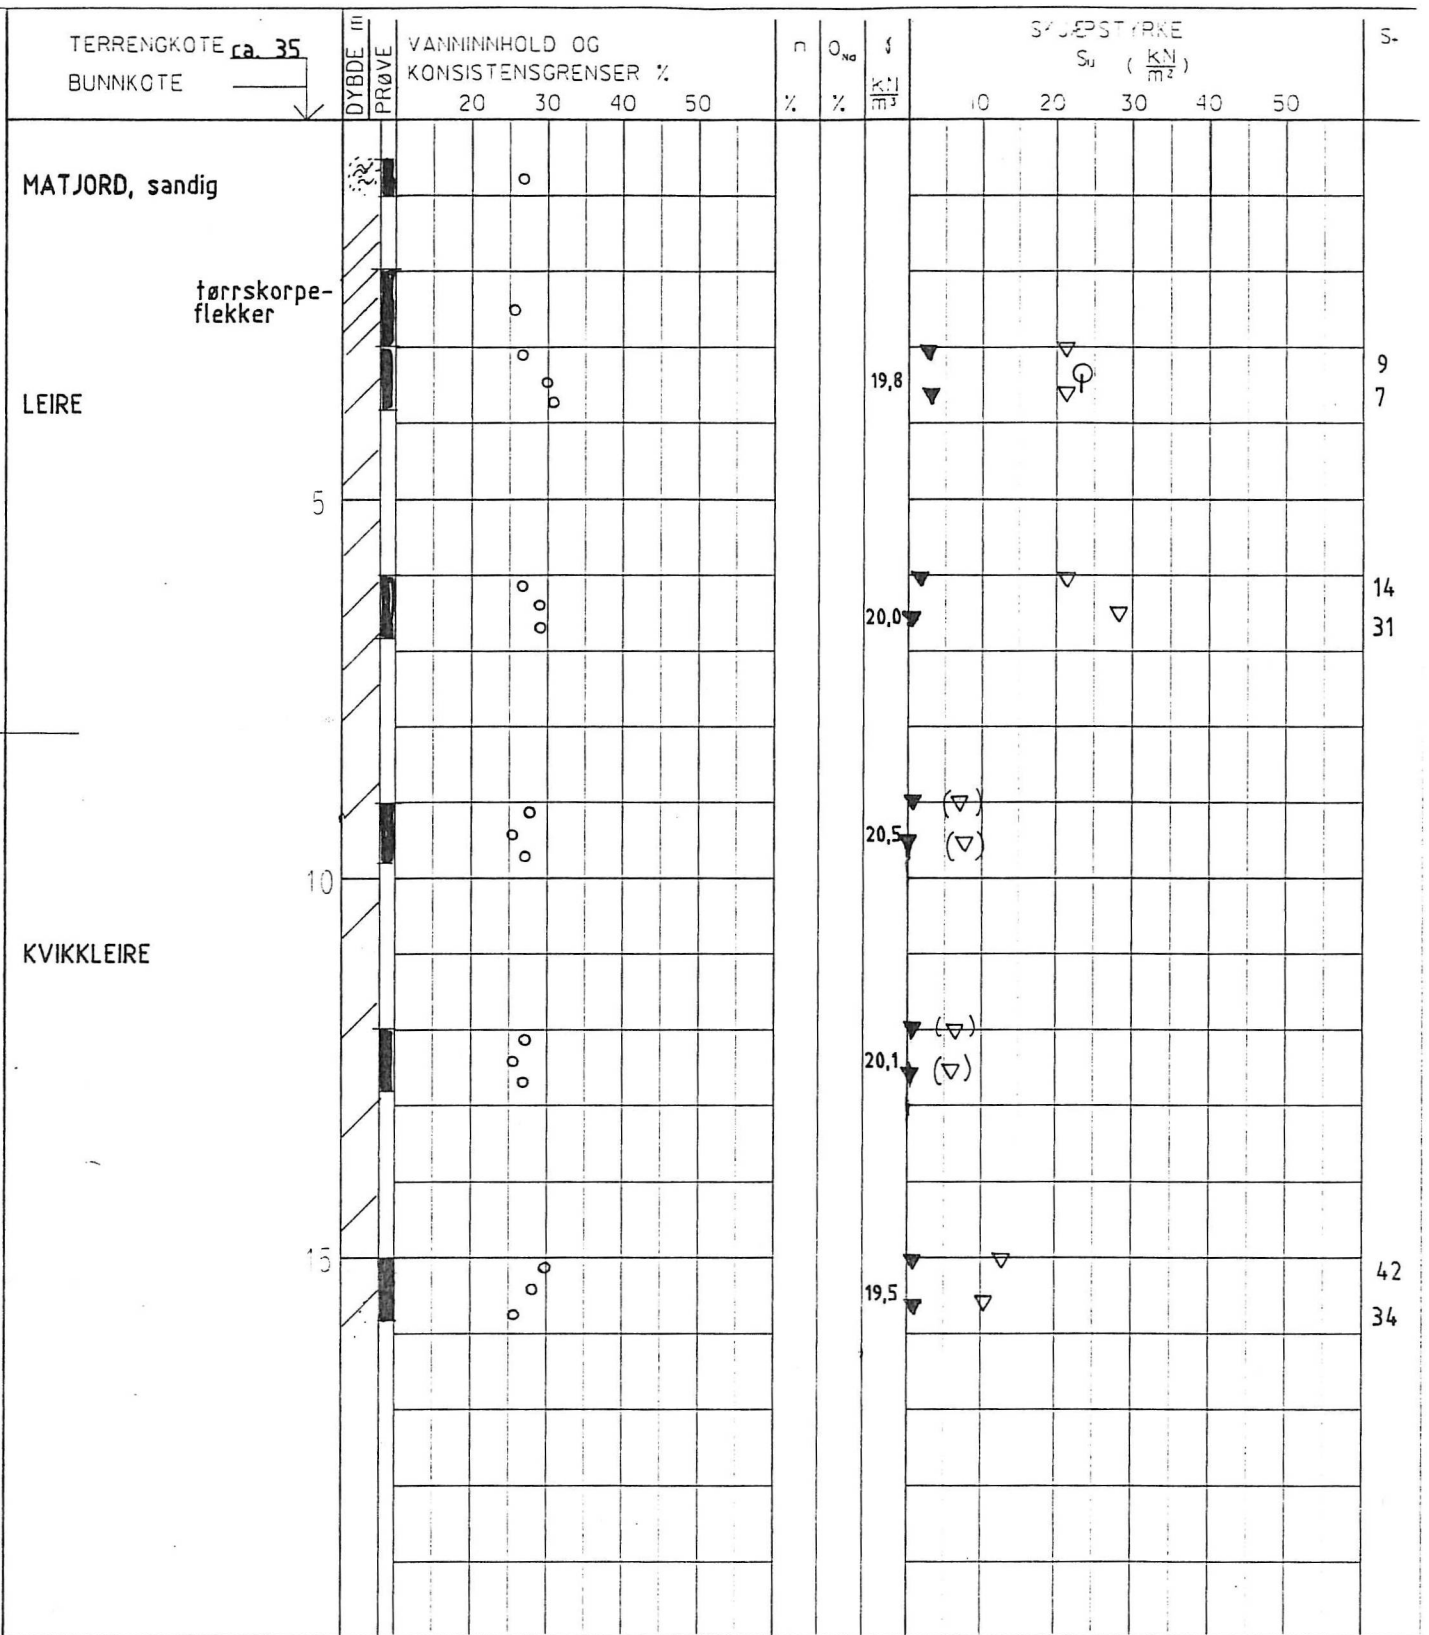 TERRENGKOTE ca. 35
BUNNKOTE
DYBDE m
PRØVE
VANNINNHOLD OG
KONSISTENSGRENSER %
20 30 40 50
n
%
O_Na
%
γ
kN/m³
SKJÆRSTYRKE
Su (kN/m²)
10 20 30 40 50
MATJORD, sandig
tørrskorpe-
flekker
19,8
9
LEIRE
7
5
14
20,0
31
20,5
10
KVIKKLEIRE
20,1
15
42
19,5
34